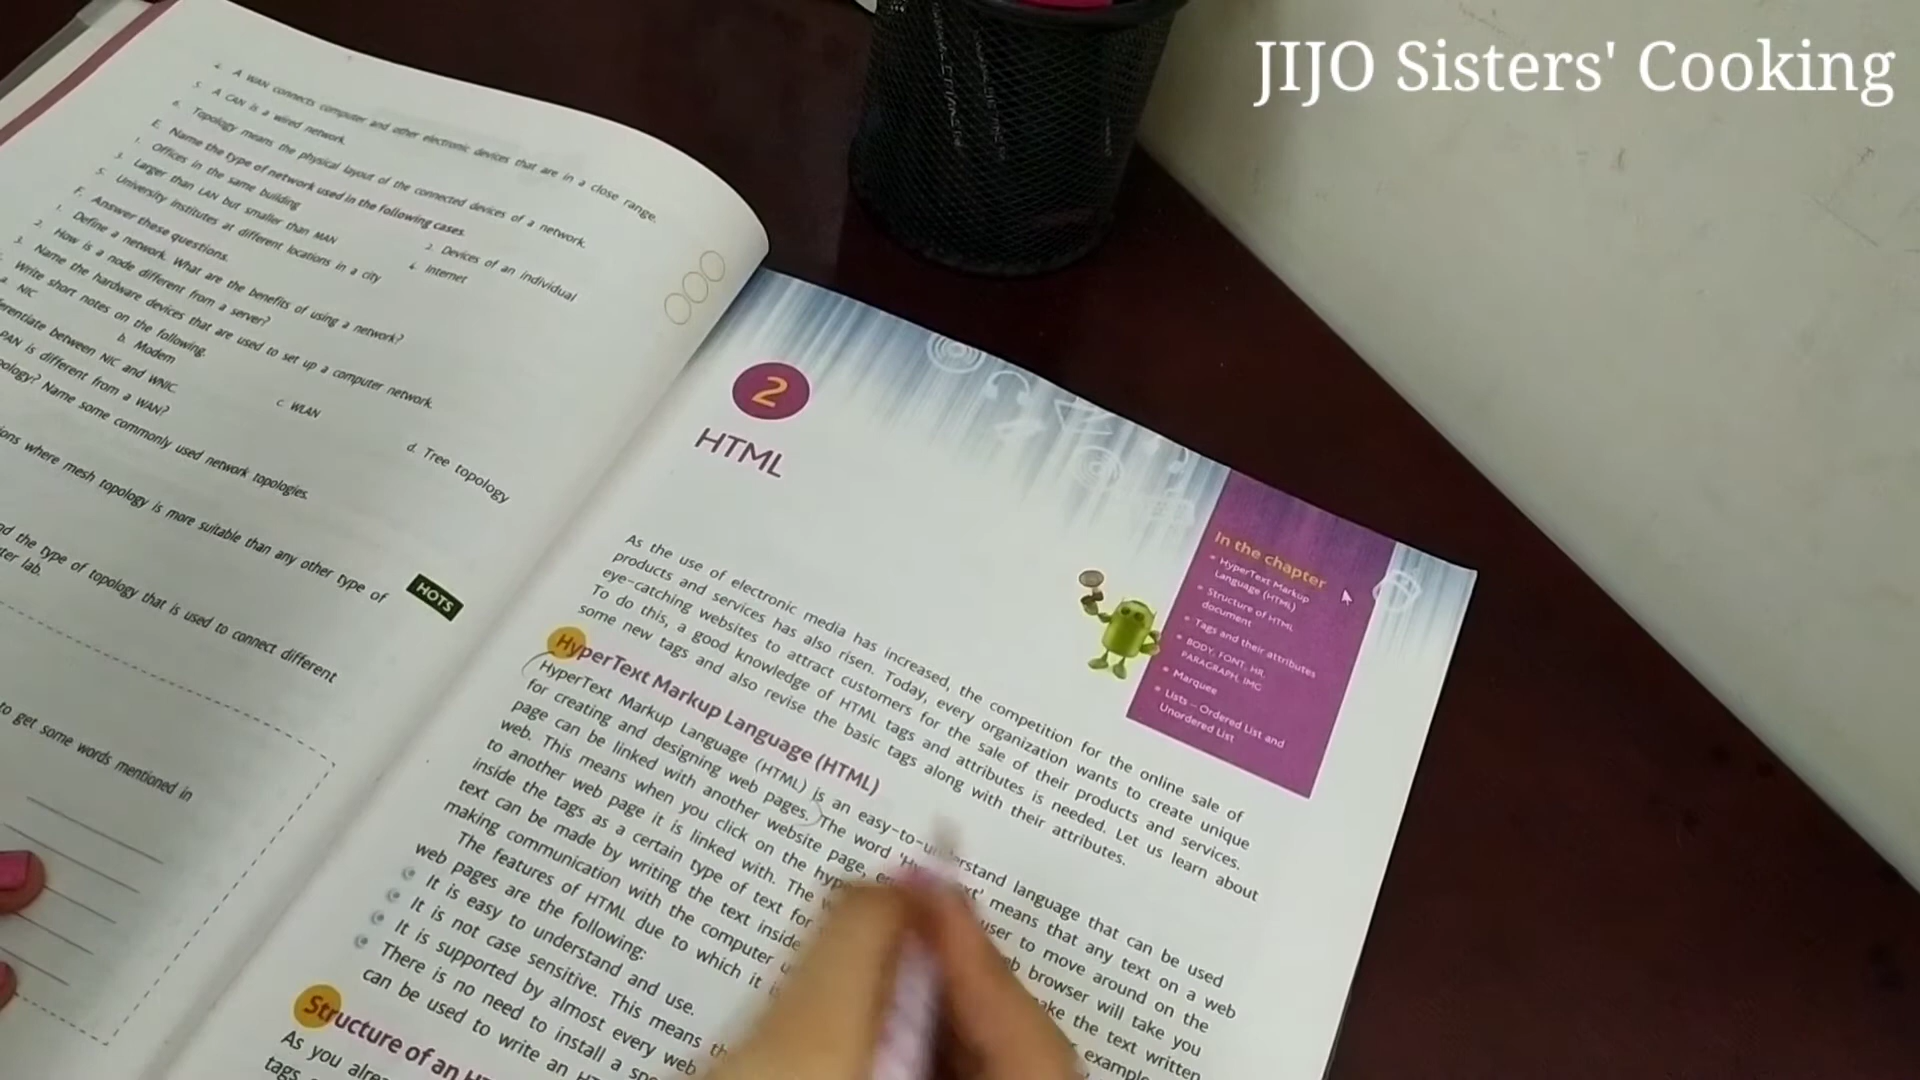 JIJO Sisters' Cooking
4. A WAN connects computer and other electronic devices that are in a close range.
5. A CAN is a wired network.
6. Topology means the physical layout of the connected devices of a network.
E. Name the type of network used in the following cases.
1. Offices in the same building
2. Devices of an individual
3. Larger than LAN but smaller than MAN
4. Internet
5. University institutes at different locations in a city
F. Answer these questions.
1. Define a network. What are the benefits of using a network?
2. How is a node different from a server?
3. Name the hardware devices that are used to set up a computer network.
Write short notes on the following.
a. NIC
b. Modem
c. WLAN
d. Tree topology
between NIC and WNIC.
PAN is different from a WAN?
Name some commonly used network topologies.
where mesh topology is more suitable than any other type of
HOTS
the type of topology that is used to connect different
lab.
to get some words mentioned in
2
HTML
In the chapter
• HyperText Markup
Language (HTML)
• Structure of HTML
document
• Tags and their attributes
• BODY, FONT, HR,
PARAGRAPH, IMG
• Marquee
• Lists – Ordered List and
Unordered List
As the use of electronic media has increased, the competition for the online sale of
products and services has also risen. Today, every organization wants to create unique
eye-catching websites to attract customers for the sale of their products and services.
To do this, a good knowledge of HTML tags and attributes is needed. Let us learn about
some new tags and also revise the basic tags along with their attributes.
HyperText Markup Language (HTML)
HyperText Markup Language (HTML) is an easy-to-understand language that can be used
for creating and designing web pages. The word means that any text on a web
page can be linked with another website page, user to move around on the
web. This means when you click on the browser will take you
to another web page it is linked with. The the text written
inside the tags as a certain type of text for example
text can be made by writing the text inside
making communication with the computer
The features of HTML due to which it is
web pages are the following:
It is easy to understand and use.
It is not case sensitive. This means
It is supported by almost every web
There is no need to install a
can be used to write an
Structure of an
As you
tags